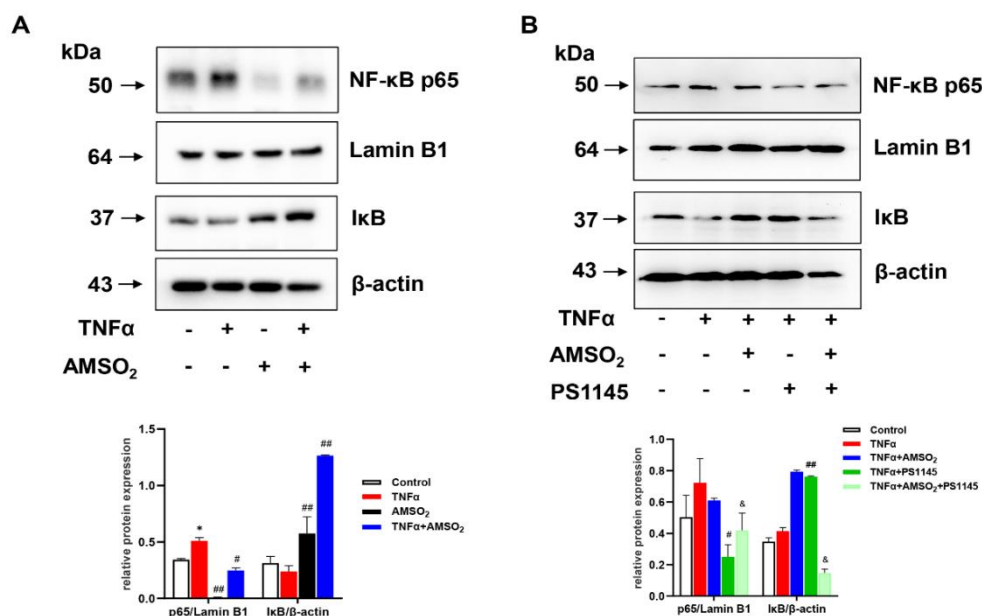 A
kDa
50 → NF-κB p65
64 → Lamin B1
37 → IκB
43 → β-actin
TNFα - + - +
AMSO₂ - - + +
relative protein expression
1.5
1.0
0.5
0.0
*
##
#
##
##
p65/Lamin B1 IκB/β-actin
Control
TNFα
AMSO₂
TNFα+AMSO₂
B
kDa
50 → NF-κB p65
64 → Lamin B1
37 → IκB
43 → β-actin
TNFα - + + + +
AMSO₂ - - + - +
PS1145 - - - + +
relative protein expression
1.0
0.8
0.6
0.4
0.2
0.0
#
&
##
&
p65/Lamin B1 IκB/β-actin
Control
TNFα
TNFα+AMSO₂
TNFα+PS1145
TNFα+AMSO₂+PS1145